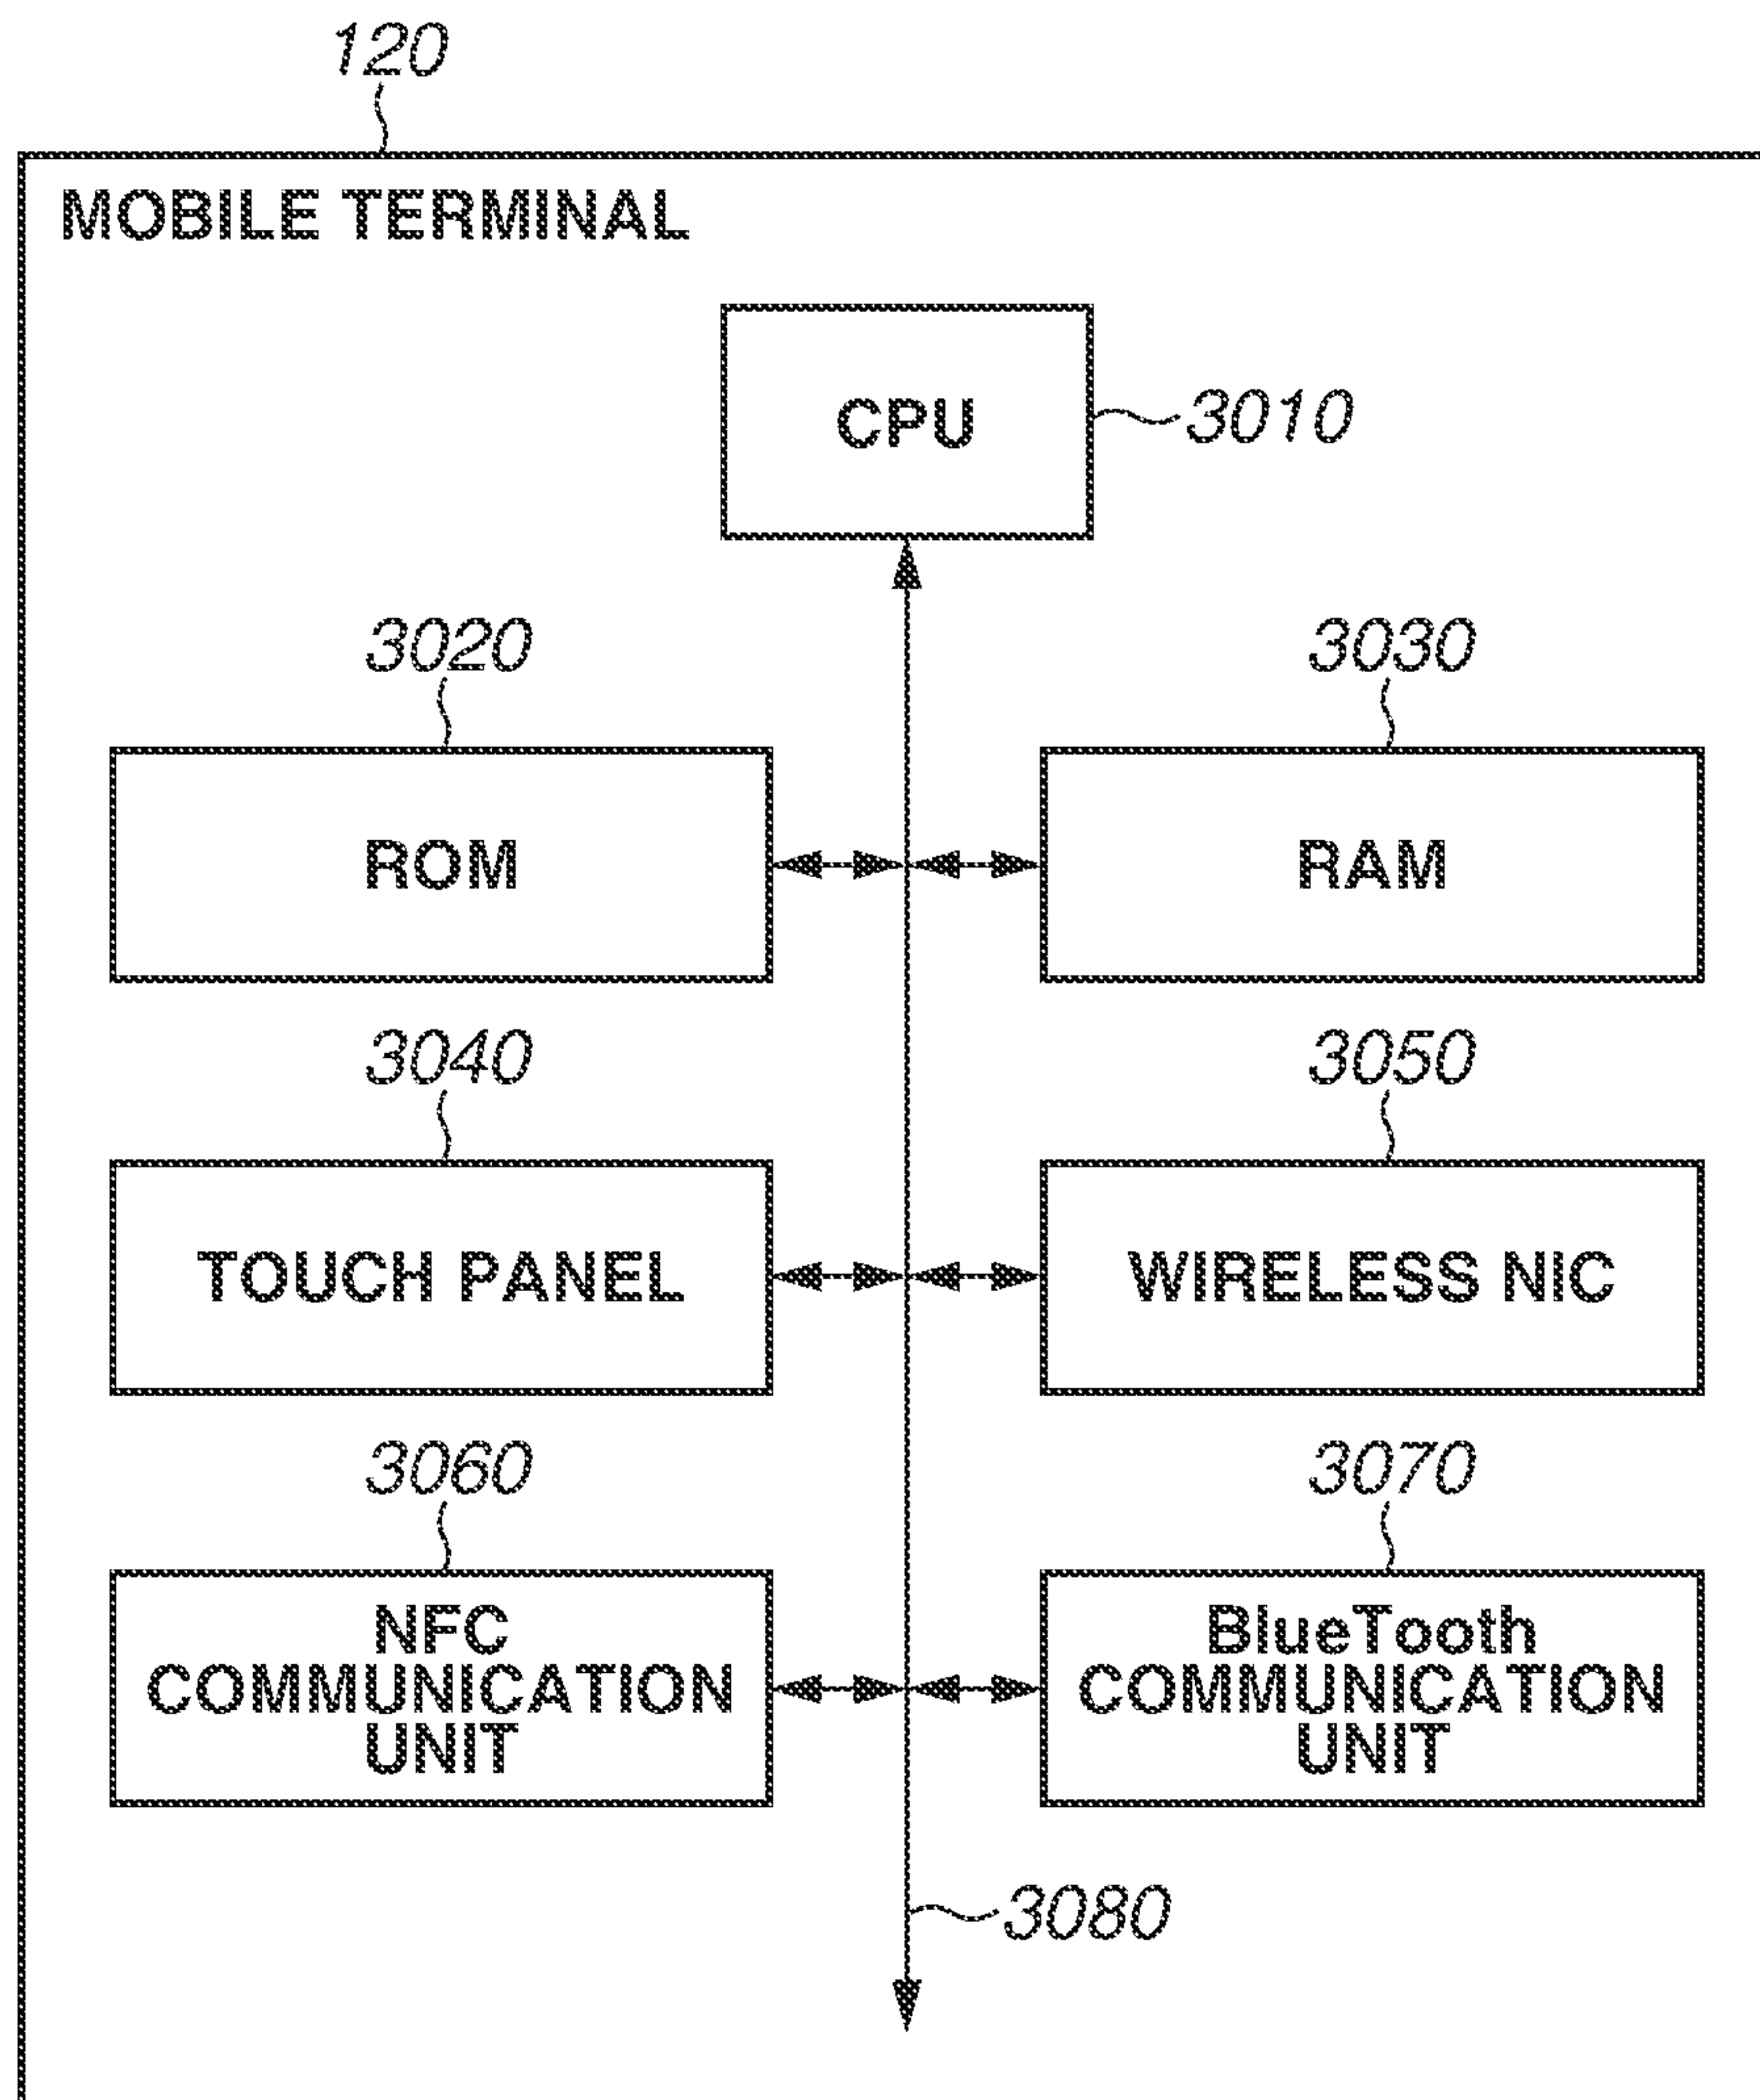 120
MOBILE TERMINAL
CPU
3010
3020
3030
ROM
RAM
3040
3050
TOUCH PANEL
WIRELESS NIC
3060
3070
NFC
COMMUNICATION
UNIT
BlueTooth
COMMUNICATION
UNIT
3080